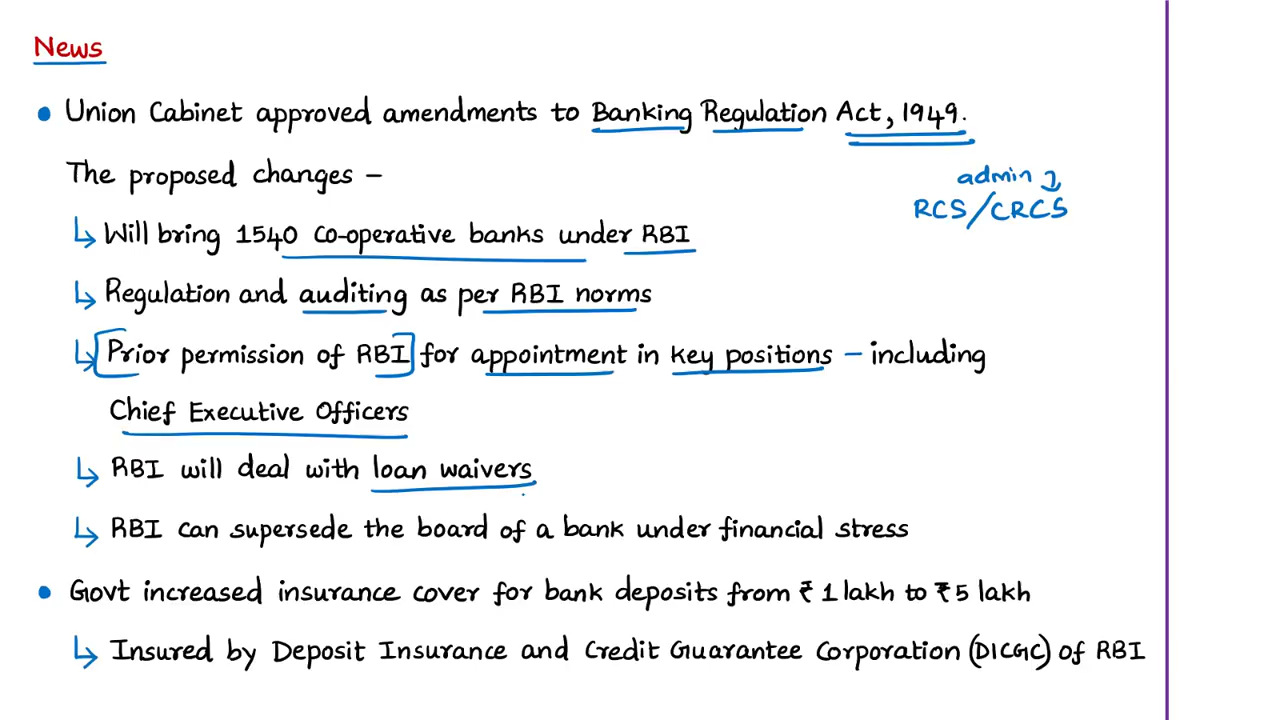 News
• Union Cabinet approved amendments to Banking Regulation Act, 1949.
The proposed changes –
admin
RCS/CRCS
↳ Will bring 1540 Co-operative banks under RBI
↳ Regulation and auditing as per RBI norms
↳ [Prior permission of RBI] for appointment in key positions – including
Chief Executive Officers
↳ RBI will deal with loan waivers
↳ RBI can supersede the board of a bank under financial stress
• Govt increased insurance cover for bank deposits from ₹ 1 lakh to ₹ 5 lakh
↳ Insured by Deposit Insurance and Credit Guarantee Corporation (DICGC) of RBI